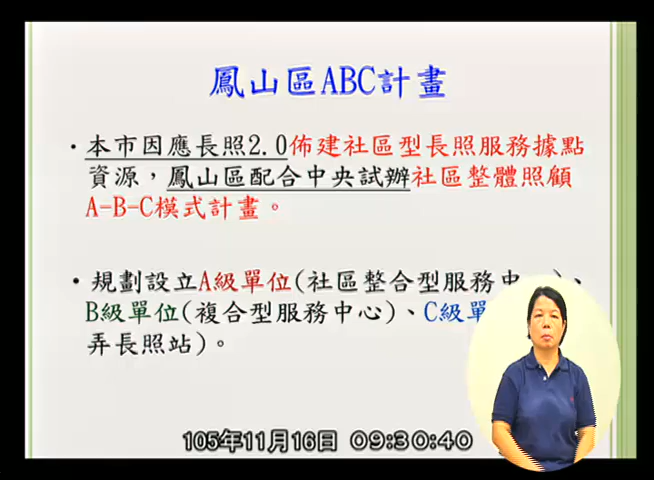 鳳山區ABC計畫
・本市因應長照2.0佈建社區型長照服務據點
資源，鳳山區配合中央試辦社區整體照顧
A-B-C模式計畫。
・規劃設立A級單位(社區整合型服務中)、
B級單位(複合型服務中心)、C級單
弄長照站)。
105年11月16日 09:30:40